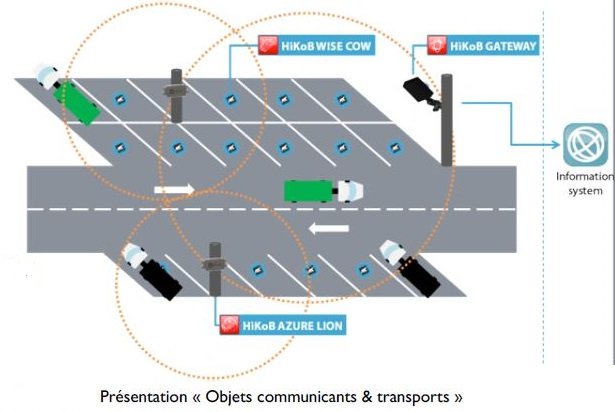 HiKoB WISE COW
HiKoB GATEWAY
Information
system
HiKoB AZURE LION
Présentation « Objets communicants & transports »